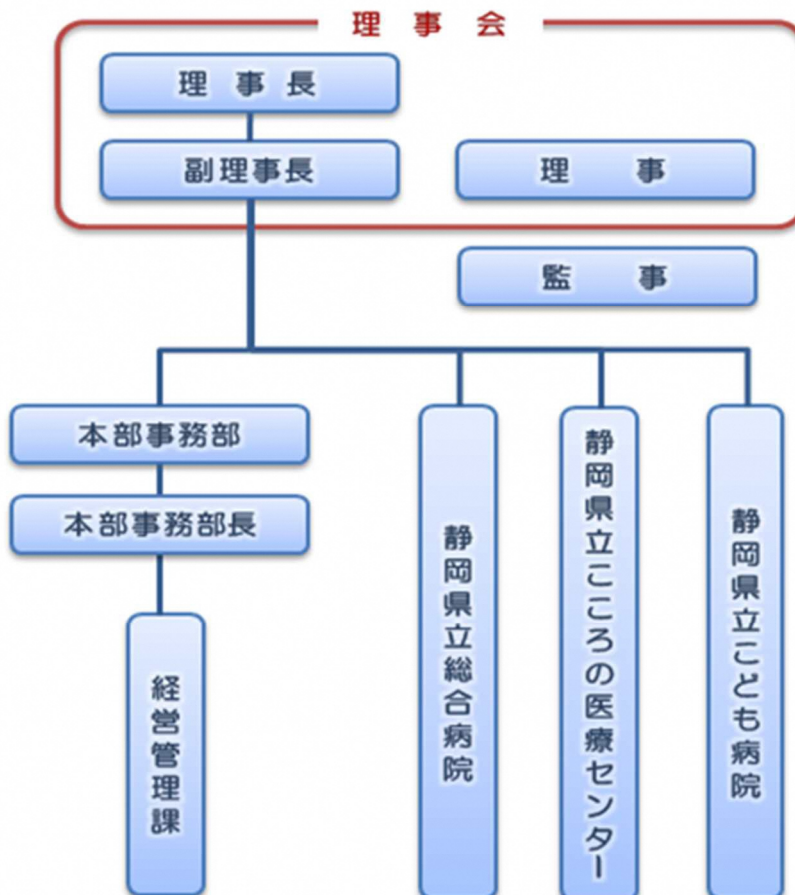 理事会
理事長
副理事長
理事
監事
本部事務部
本部事務部長
経営管理課
静岡県立総合病院
静岡県立こころの医療センター
静岡県立こども病院